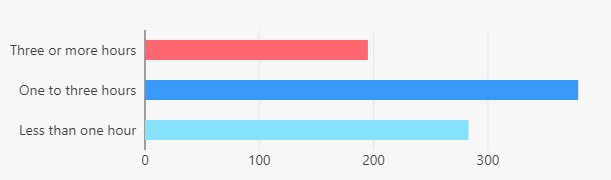 Three or more hours
One to three hours
Less than one hour
0 100 200 300